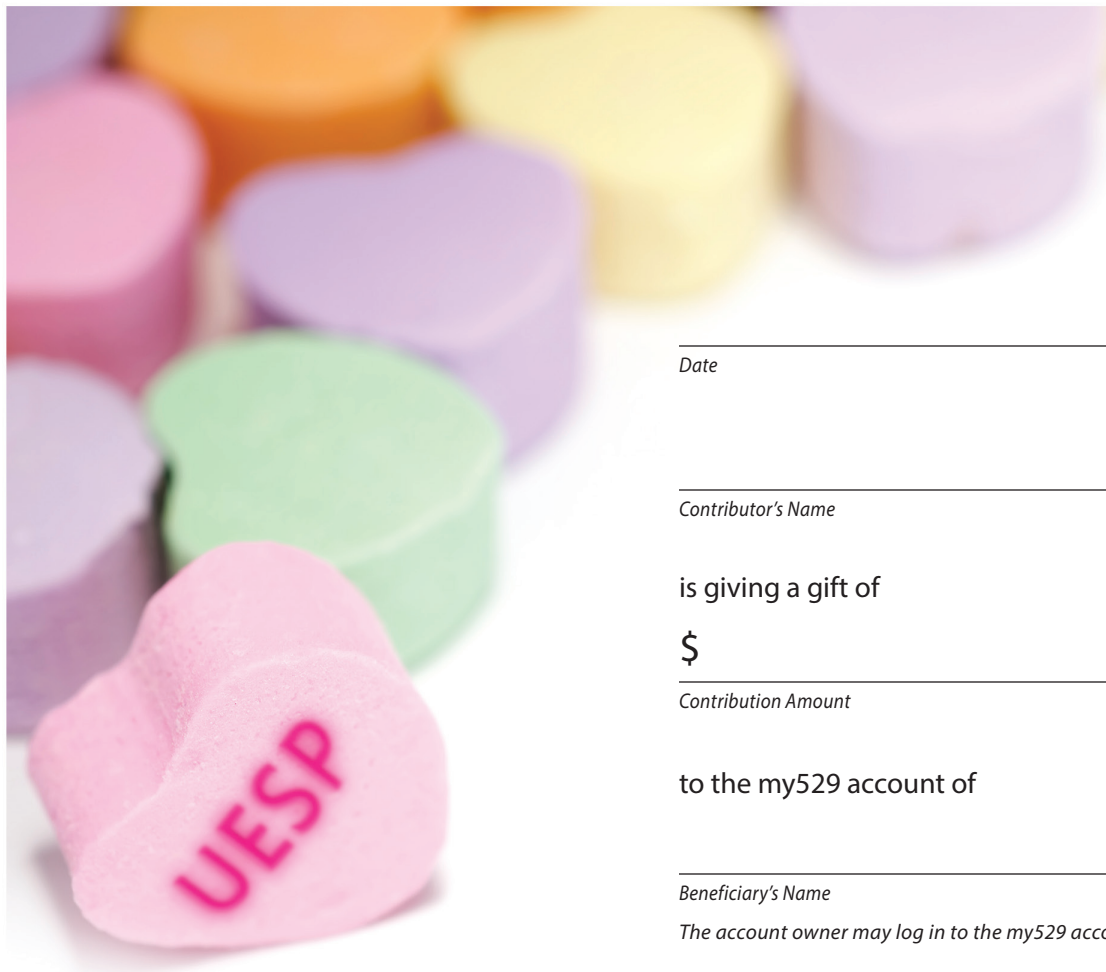 Date
Contributor’s Name
is giving a gift of
$
Contribution Amount
to the my529 account of
Beneficiary’s Name
The account owner may log in to the my529
UESP